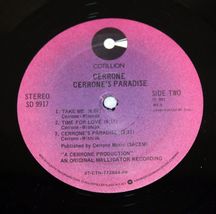 COTILLION
CERRONE
CERRONE'S PARADISE
STEREO
SD 9917
SIDE TWO
1. TAKE ME
Cerrone-Wisniak
2. TIME FOR LOVE
Cerrone-Wisniak
3. CERRONE'S PARADISE
Cerrone-Wisniak
Published by Cerrone Music (SACEM)
"A CERRONE PRODUCTION"
AN ORIGINAL MALLIGATOR RECORDING